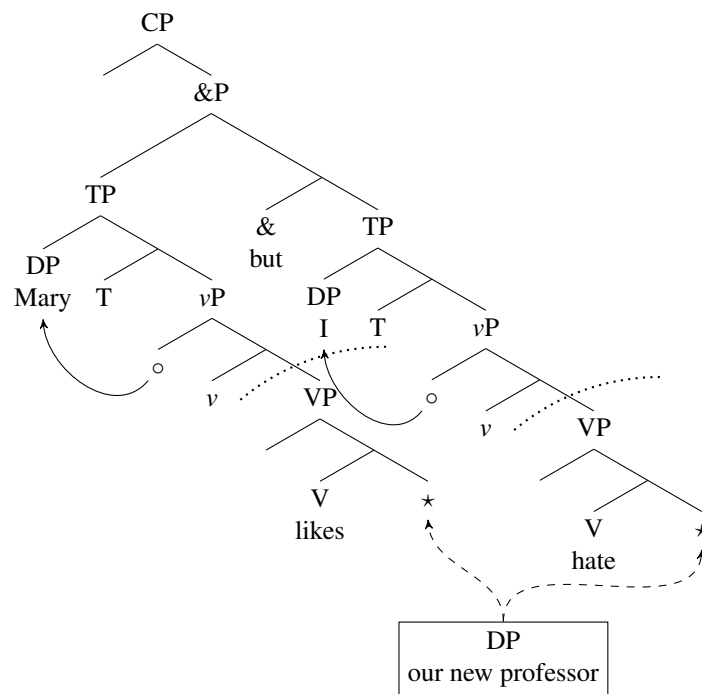 CP
&P
TP
& TP
but
DP
Mary T vP
DP
I T vP
v VP
v VP
V
likes
V
hate
DP
our new professor